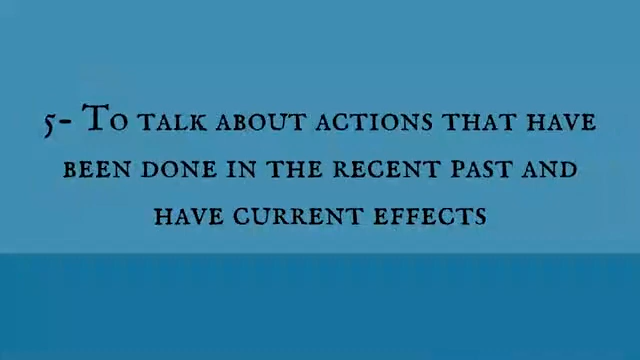 5- To talk about actions that have
been done in the recent past and
have current effects